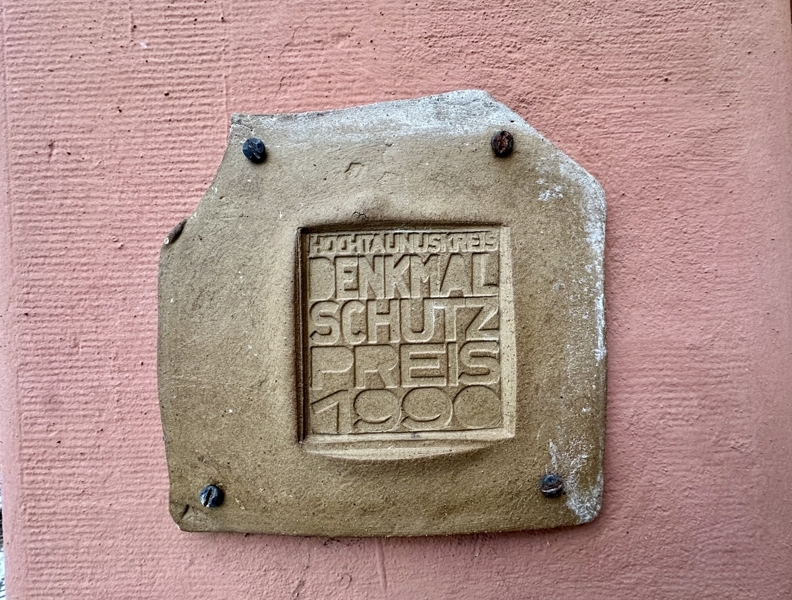 HOCHTAUNUSKREIS
DENKMAL
SCHUTZ
PREIS
1990